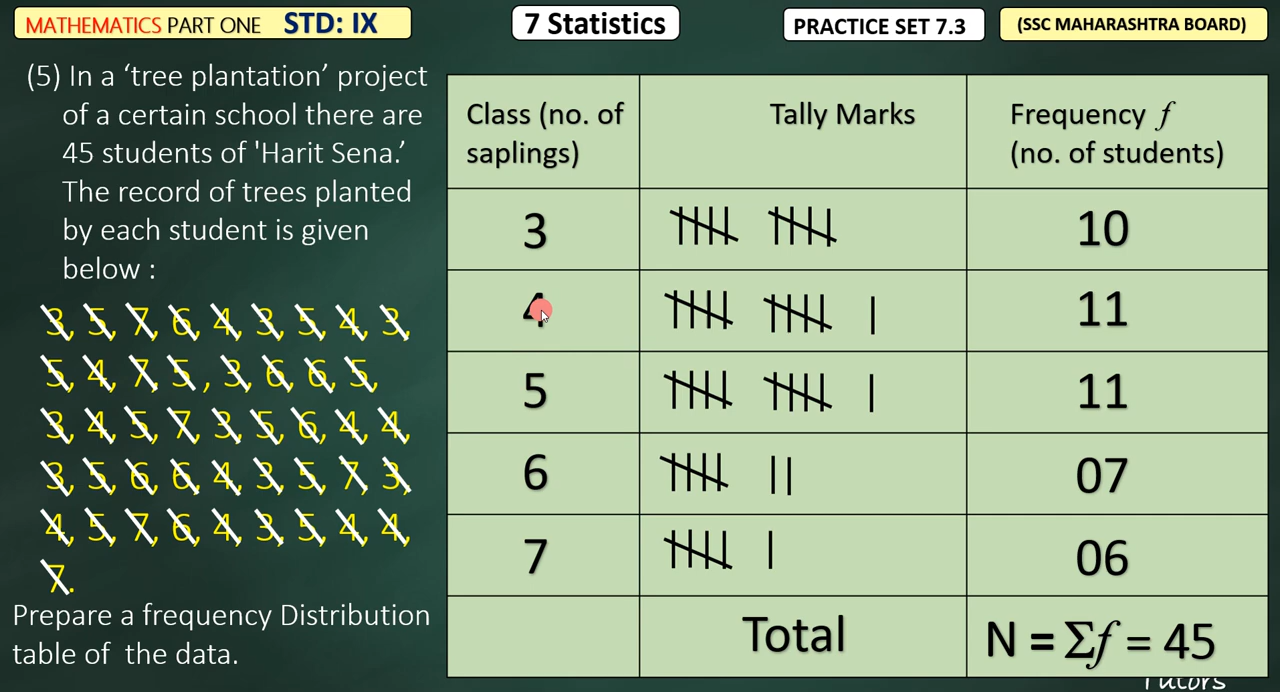 MATHEMATICS PART ONE STD: IX
7 Statistics
PRACTICE SET 7.3
(SSC MAHARASHTRA BOARD)
(5) In a ‘tree plantation’ project
of a certain school there are
45 students of 'Harit Sena.’
The record of trees planted
by each student is given
below :
3, 5, 7, 6, 4, 3, 5, 4, 3,
5, 4, 7, 5 , 3, 6, 6, 5,
3, 4, 5, 7, 3, 5, 6, 4, 4,
3, 5, 6, 6, 4, 3, 5, 7, 3,
4, 5, 7, 6, 4, 3, 5, 4, 4,
7.
Prepare a frequency Distribution
table of the data.
Class (no. of saplings) Tally Marks Frequency f (no. of students)
3 10
4 11
5 11
6 07
7 06
Total N = Σf = 45
Tutors